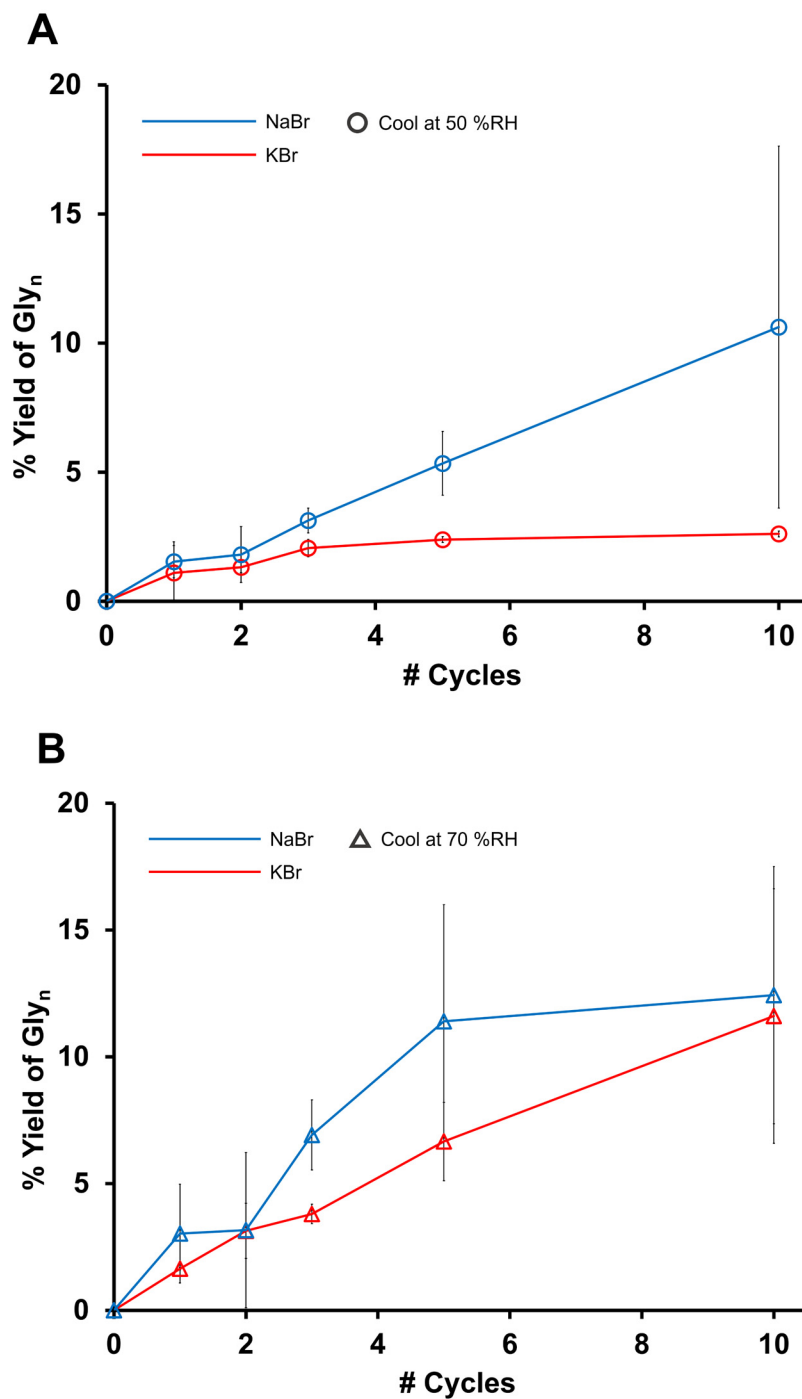 A
20
NaBr Cool at 50 %RH
KBr
15
% Yield of Glyₙ
10
5
0
0 2 4 6 8 10
# Cycles
B
20
NaBr Cool at 70 %RH
KBr
15
% Yield of Glyₙ
10
5
0
0 2 4 6 8 10
# Cycles